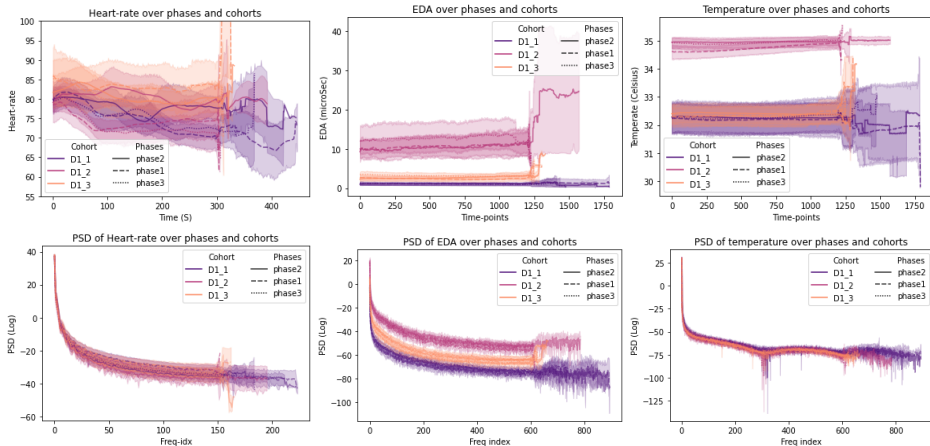 Heart-rate over phases and cohorts
100
95
90
85
80
75
70
65
60
55
Heart-rate
0 100 200 300 400
Time (S)
Cohort Phases
D1_1 phase2
D1_2 phase1
D1_3 phase3
EDA over phases and cohorts
40
30
20
10
0
EDA (micrSec)
0 250 500 750 1000 1250 1500 1750
Time-points
Cohort Phases
D1_1 phase2
D1_2 phase1
D1_3 phase3
Temperature over phases and cohorts
35
34
33
32
31
30
Temperate (Celsius)
0 250 500 750 1000 1250 1500 1750
Time-points
Cohort Phases
D1_1 phase2
D1_2 phase1
D1_3 phase3
PSD of Heart-rate over phases and cohorts
40
20
0
−20
−40
−60
PSD (Log)
0 50 100 150 200
Freq-idx
Cohort Phases
D1_1 phase2
D1_2 phase1
D1_3 phase3
PSD of EDA over phases and cohorts
20
0
−20
−40
−60
−80
−100
PSD (Log)
0 200 400 600 800
Freq index
Cohort Phases
D1_1 phase2
D1_2 phase1
D1_3 phase3
PSD of temperature over phases and cohorts
25
0
−25
−50
−75
−100
−125
PSD (Log)
0 200 400 600 800
Freq index
Cohort Phases
D1_1 phase2
D1_2 phase1
D1_3 phase3